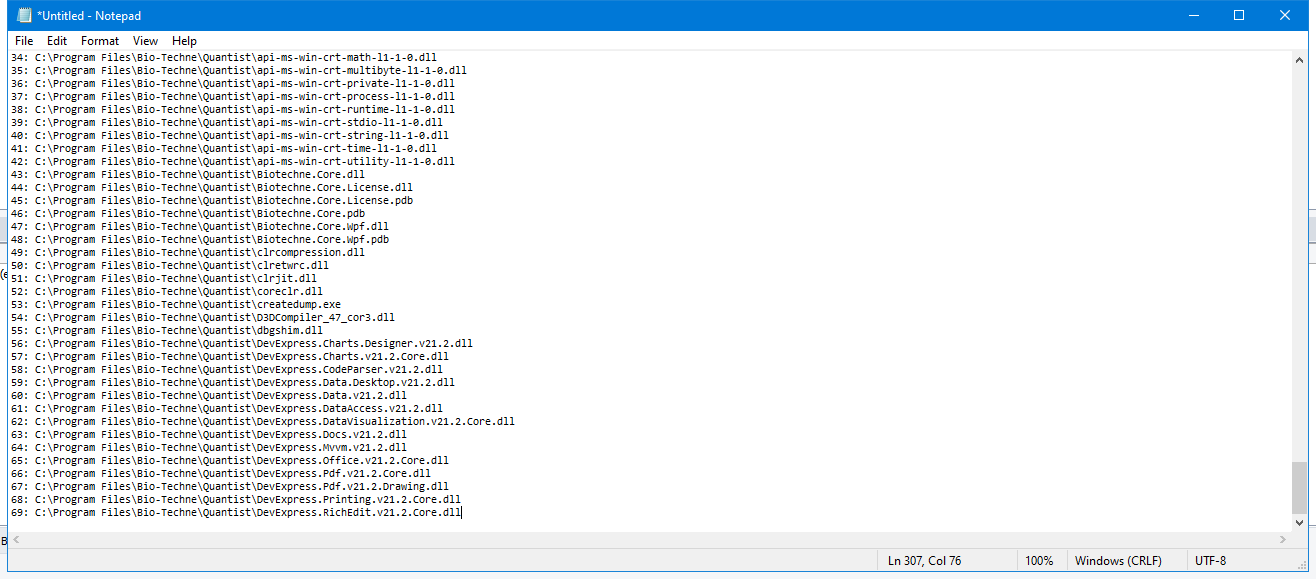 *Untitled - Notepad
File Edit Format View Help
34: C:\Program Files\Bio-Techne\Quantist\api-ms-win-crt-math-l1-1-0.dll
35: C:\Program Files\Bio-Techne\Quantist\api-ms-win-crt-multibyte-l1-1-0.dll
36: C:\Program Files\Bio-Techne\Quantist\api-ms-win-crt-private-l1-1-0.dll
37: C:\Program Files\Bio-Techne\Quantist\api-ms-win-crt-process-l1-1-0.dll
38: C:\Program Files\Bio-Techne\Quantist\api-ms-win-crt-runtime-l1-1-0.dll
39: C:\Program Files\Bio-Techne\Quantist\api-ms-win-crt-stdio-l1-1-0.dll
40: C:\Program Files\Bio-Techne\Quantist\api-ms-win-crt-string-l1-1-0.dll
41: C:\Program Files\Bio-Techne\Quantist\api-ms-win-crt-time-l1-1-0.dll
42: C:\Program Files\Bio-Techne\Quantist\api-ms-win-crt-utility-l1-1-0.dll
43: C:\Program Files\Bio-Techne\Quantist\Biotechne.Core.dll
44: C:\Program Files\Bio-Techne\Quantist\Biotechne.Core.License.dll
45: C:\Program Files\Bio-Techne\Quantist\Biotechne.Core.License.pdb
46: C:\Program Files\Bio-Techne\Quantist\Biotechne.Core.pdb
47: C:\Program Files\Bio-Techne\Quantist\Biotechne.Core.Wpf.dll
48: C:\Program Files\Bio-Techne\Quantist\Biotechne.Core.Wpf.pdb
49: C:\Program Files\Bio-Techne\Quantist\clrcompression.dll
50: C:\Program Files\Bio-Techne\Quantist\clretwrc.dll
51: C:\Program Files\Bio-Techne\Quantist\clrjit.dll
52: C:\Program Files\Bio-Techne\Quantist\coreclr.dll
53: C:\Program Files\Bio-Techne\Quantist\createdump.exe
54: C:\Program Files\Bio-Techne\Quantist\D3DCompiler_47_cor3.dll
55: C:\Program Files\Bio-Techne\Quantist\dbgshim.dll
56: C:\Program Files\Bio-Techne\Quantist\DevExpress.Charts.Designer.v21.2.dll
57: C:\Program Files\Bio-Techne\Quantist\DevExpress.Charts.v21.2.Core.dll
58: C:\Program Files\Bio-Techne\Quantist\DevExpress.CodeParser.v21.2.dll
59: C:\Program Files\Bio-Techne\Quantist\DevExpress.Data.Desktop.v21.2.dll
60: C:\Program Files\Bio-Techne\Quantist\DevExpress.Data.v21.2.dll
61: C:\Program Files\Bio-Techne\Quantist\DevExpress.DataAccess.v21.2.dll
62: C:\Program Files\Bio-Techne\Quantist\DevExpress.DataVisualization.v21.2.Core.dll
63: C:\Program Files\Bio-Techne\Quantist\DevExpress.Docs.v21.2.dll
64: C:\Program Files\Bio-Techne\Quantist\DevExpress.Mvvm.v21.2.dll
65: C:\Program Files\Bio-Techne\Quantist\DevExpress.Office.v21.2.Core.dll
66: C:\Program Files\Bio-Techne\Quantist\DevExpress.Pdf.v21.2.Core.dll
67: C:\Program Files\Bio-Techne\Quantist\DevExpress.Pdf.v21.2.Drawing.dll
68: C:\Program Files\Bio-Techne\Quantist\DevExpress.Printing.v21.2.Core.dll
69: C:\Program Files\Bio-Techne\Quantist\DevExpress.RichEdit.v21.2.Core.dll
Ln 307, Col 76 100% Windows (CRLF) UTF-8